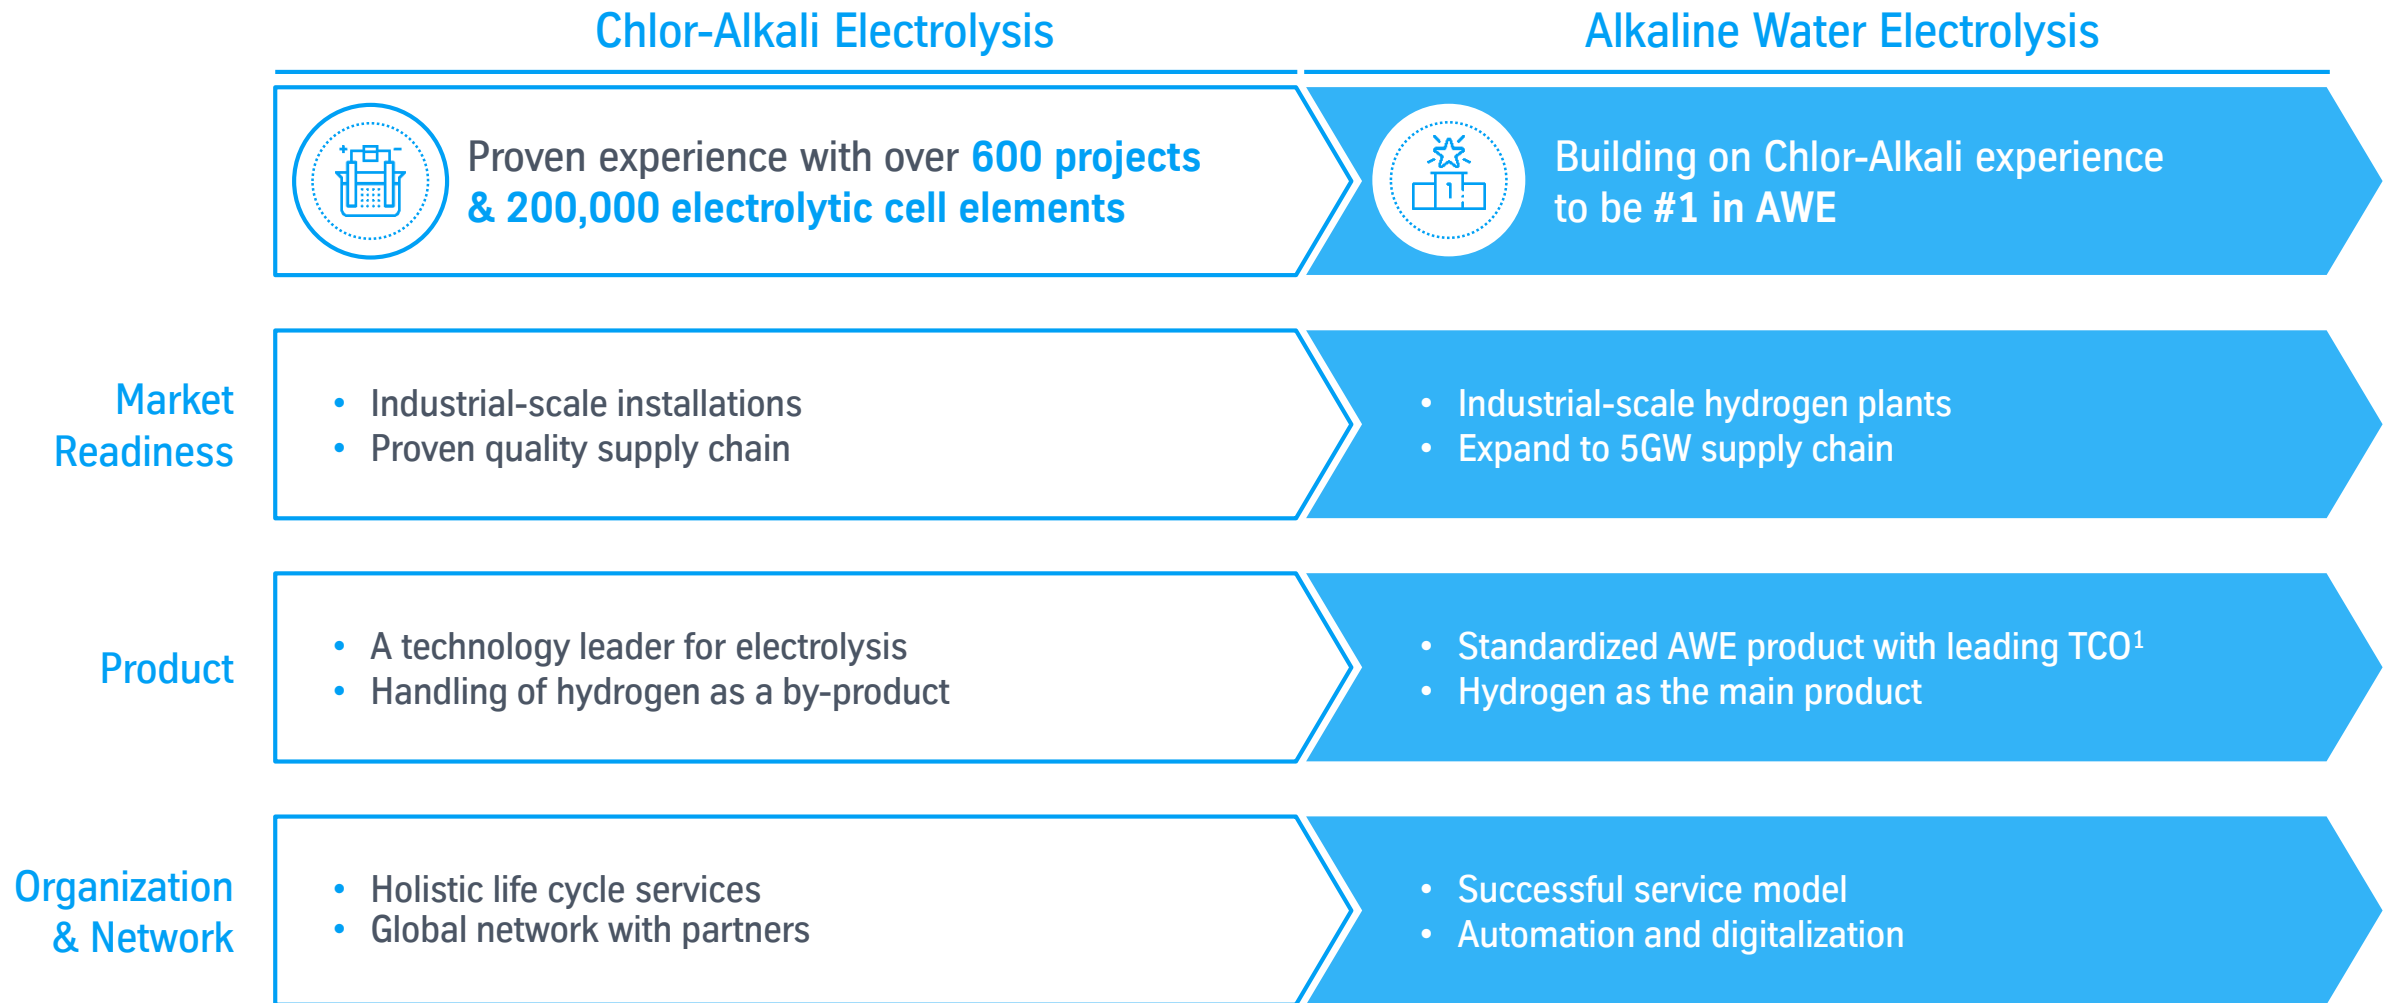 Chlor-Alkali Electrolysis
Alkaline Water Electrolysis
Proven experience with over 600 projects
& 200,000 electrolytic cell elements
1
Building on Chlor-Alkali experience
to be #1 in AWE
Market
Readiness
• Industrial-scale installations
• Proven quality supply chain
• Industrial-scale hydrogen plants
• Expand to 5GW supply chain
Product
• A technology leader for electrolysis
• Handling of hydrogen as a by-product
• Standardized AWE product with leading TCO¹
• Hydrogen as the main product
Organization
& Network
• Holistic life cycle services
• Global network with partners
• Successful service model
• Automation and digitalization